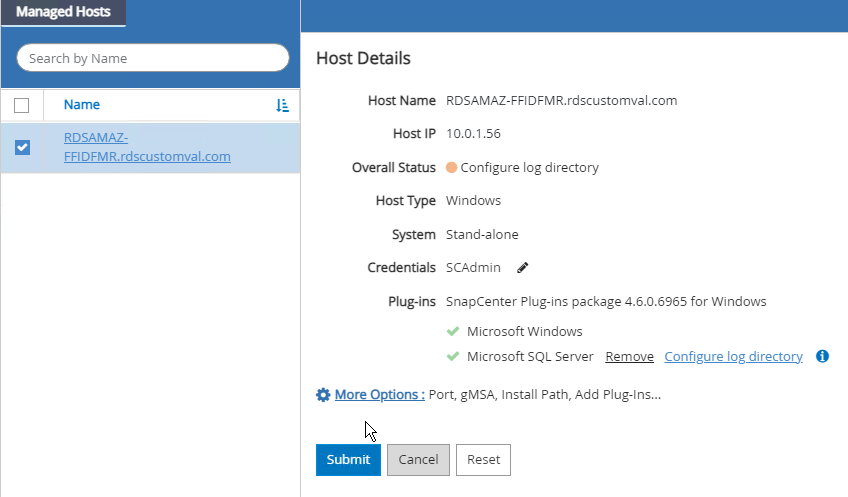 Managed Hosts
Search by Name
Name
RDSAMAZ-
FFIDFMR.rdscustomval.com
Host Details
Host Name RDSAMAZ-FFIDFMR.rdscustomval.com
Host IP 10.0.1.56
Overall Status Configure log directory
Host Type Windows
System Stand-alone
Credentials SCAdmin
Plug-ins SnapCenter Plug-ins package 4.6.0.6965 for Windows
Microsoft Windows
Microsoft SQL Server Remove Configure log directory
More Options : Port, gMSA, Install Path, Add Plug-Ins...
Submit Cancel Reset